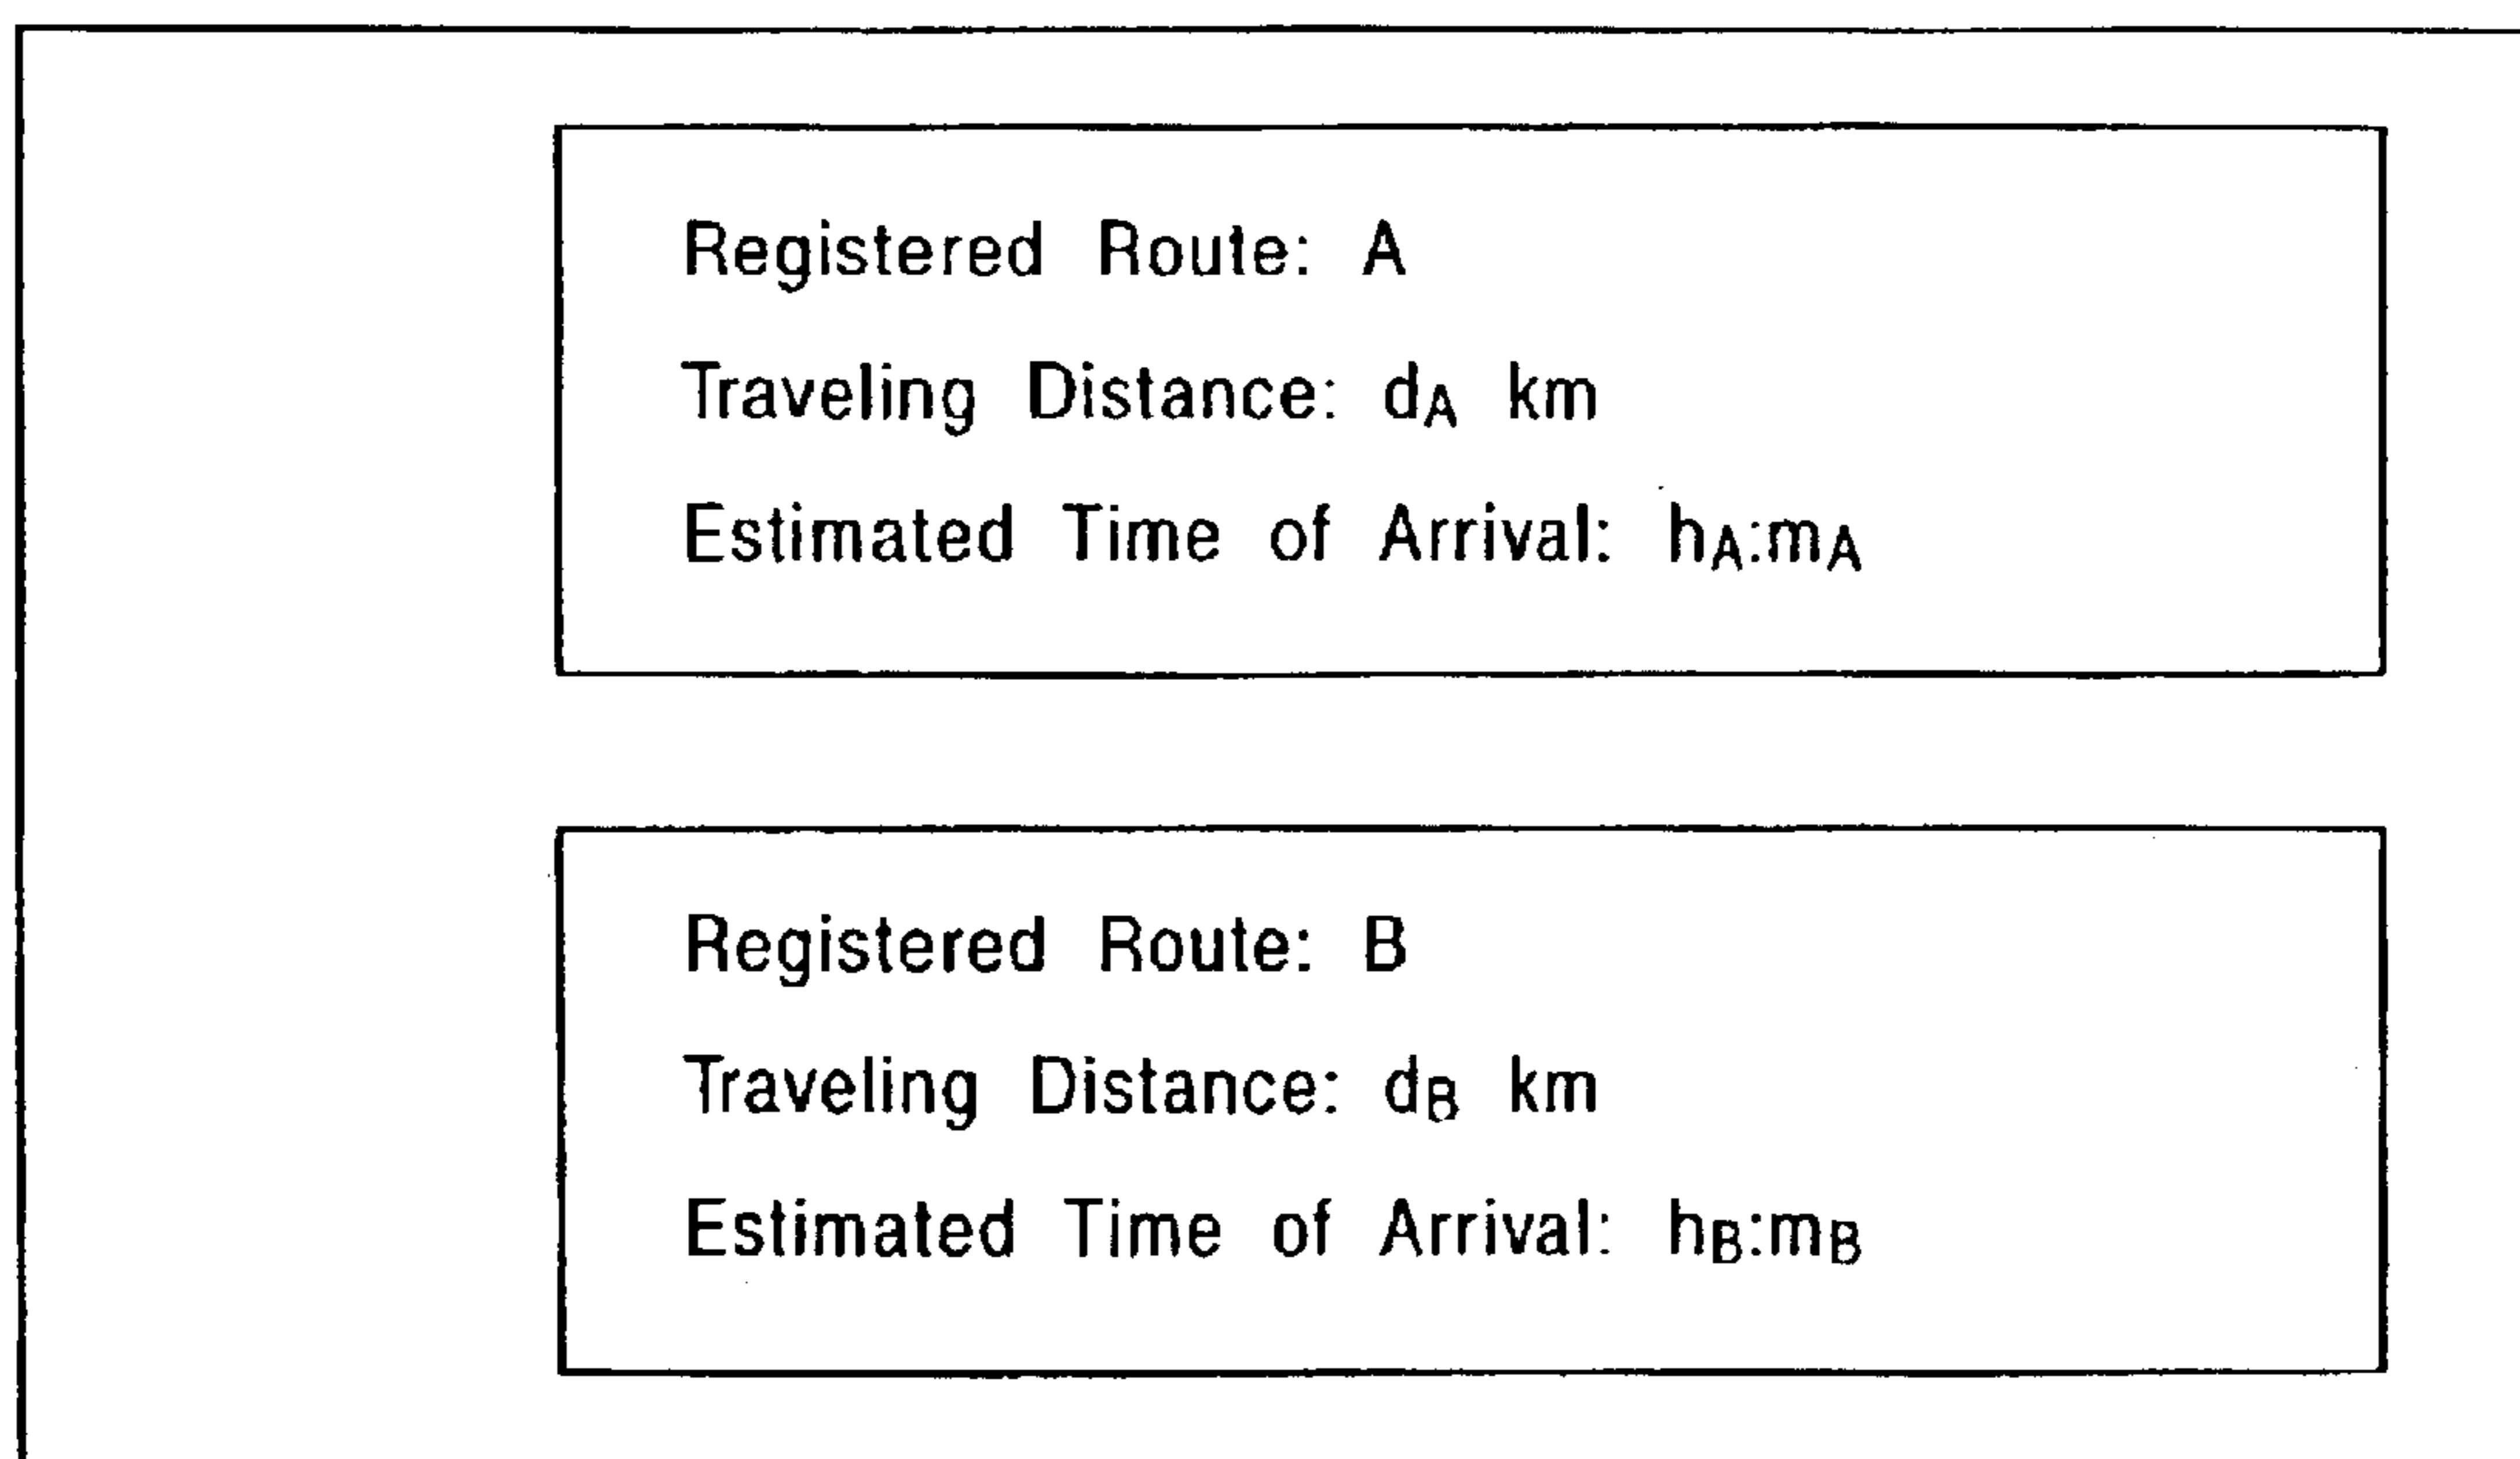 Registered Route: A
Traveling Distance: dA km
Estimated Time of Arrival: hA:mA
Registered Route: B
Traveling Distance: dB km
Estimated Time of Arrival: hB:mB